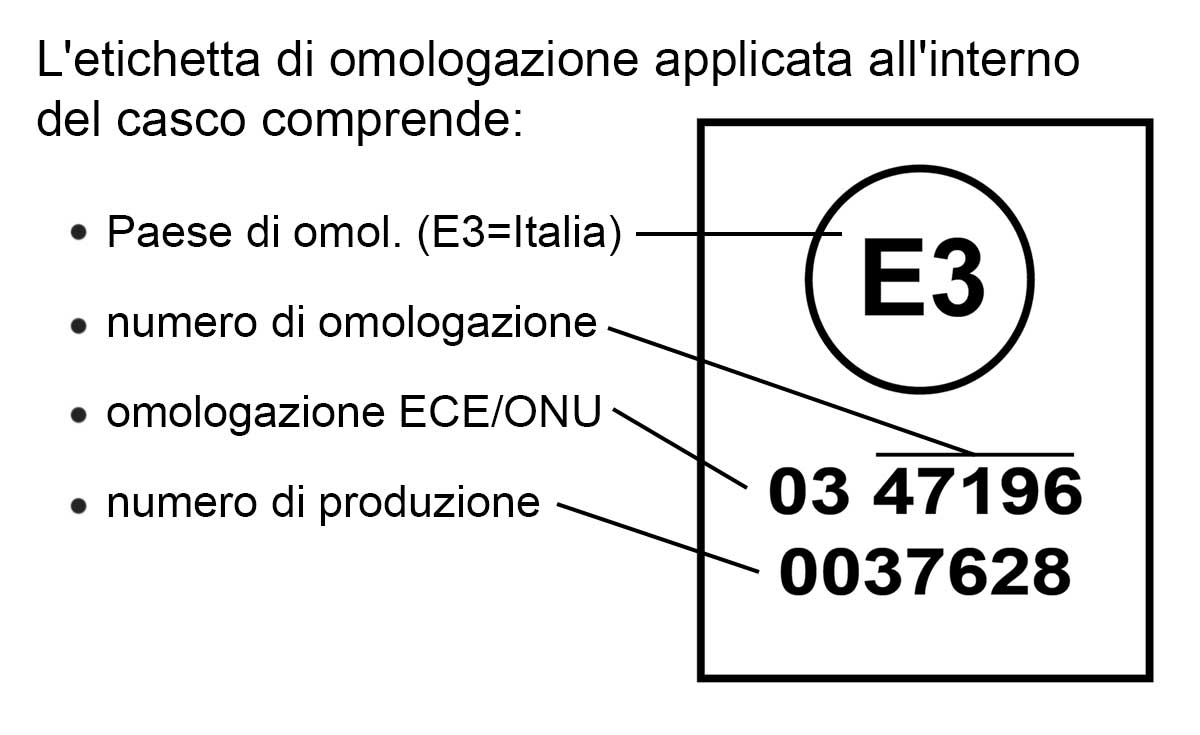 L'etichetta di omologazione applicata all'interno
del casco comprende:
• Paese di omol. (E3=Italia)
• numero di omologazione
• omologazione ECE/ONU
• numero di produzione
E3
03 47196
0037628